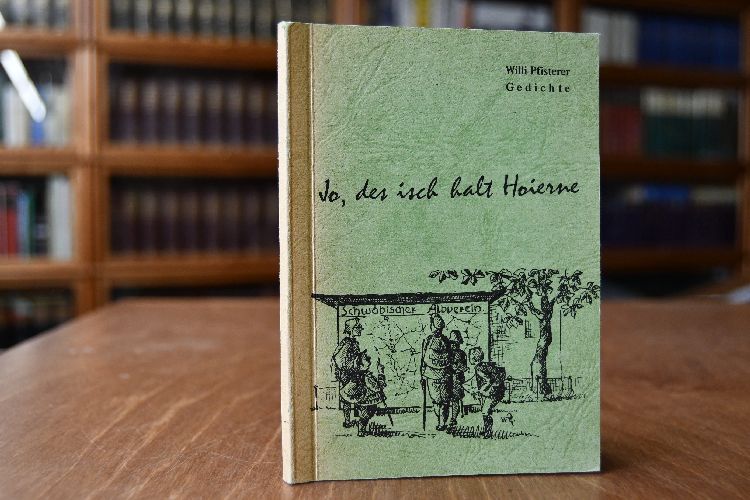 Willi Pfisterer
Gedichte
Jo, des isch halt Hoierne
Schwäbischer Albverein.